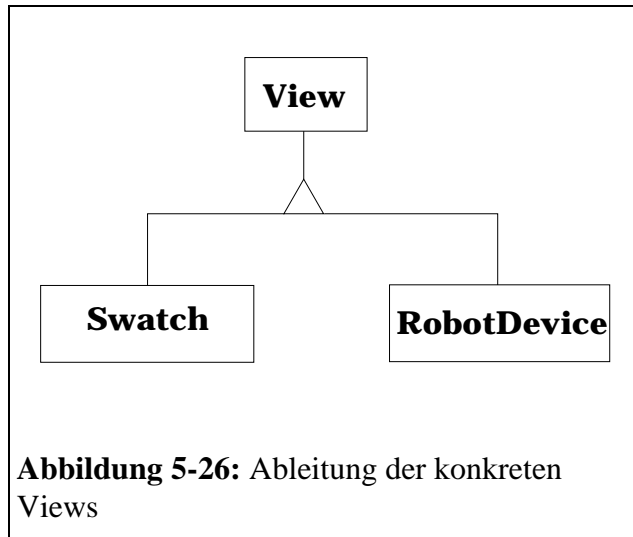 View
Swatch
RobotDevice
Abbildung 5-26: Ableitung der konkreten
Views